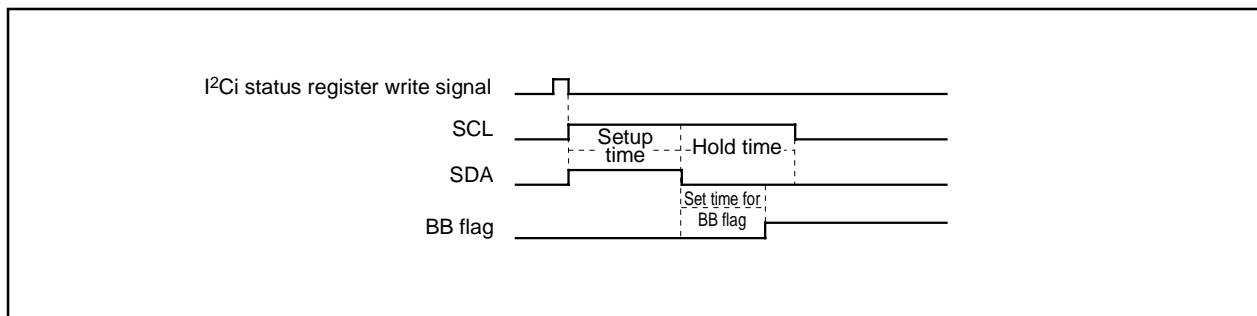 I²Ci status register write signal
SCL
Setup
time
Hold time
SDA
Set time for
BB flag
BB flag